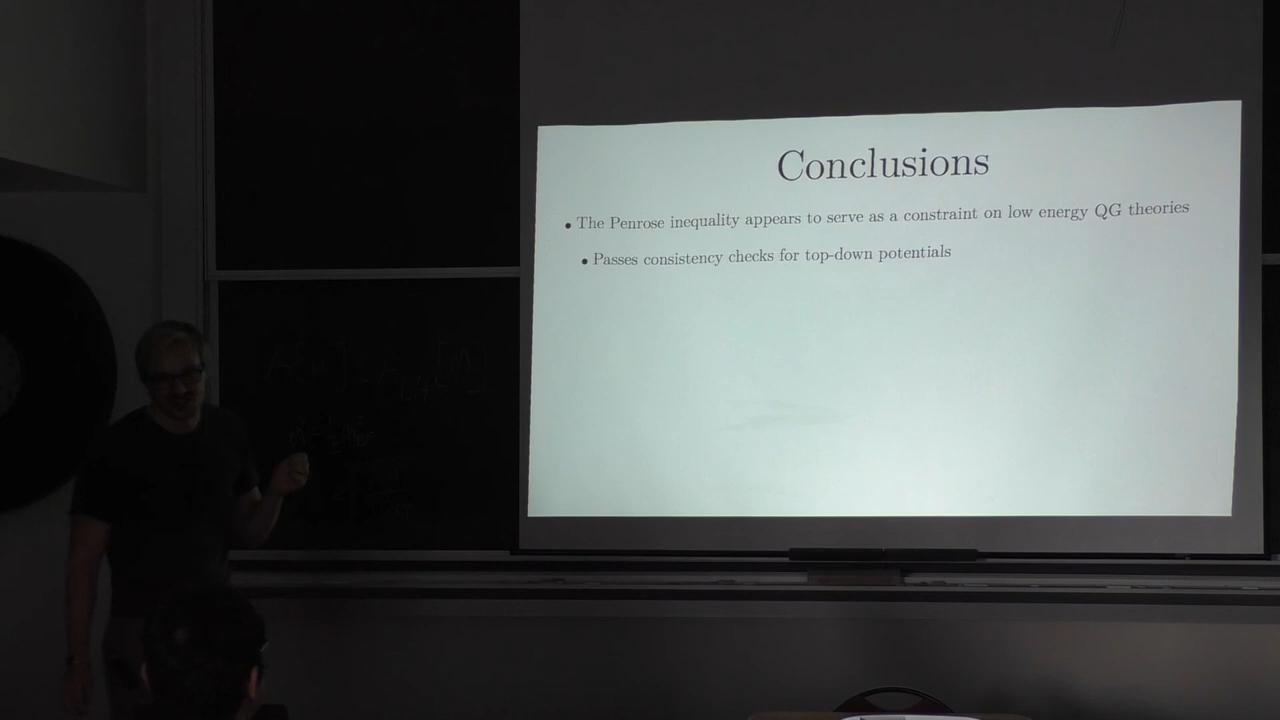 Conclusions
• The Penrose inequality appears to serve as a constraint on low energy QG theories
• Passes consistency checks for top-down potentials